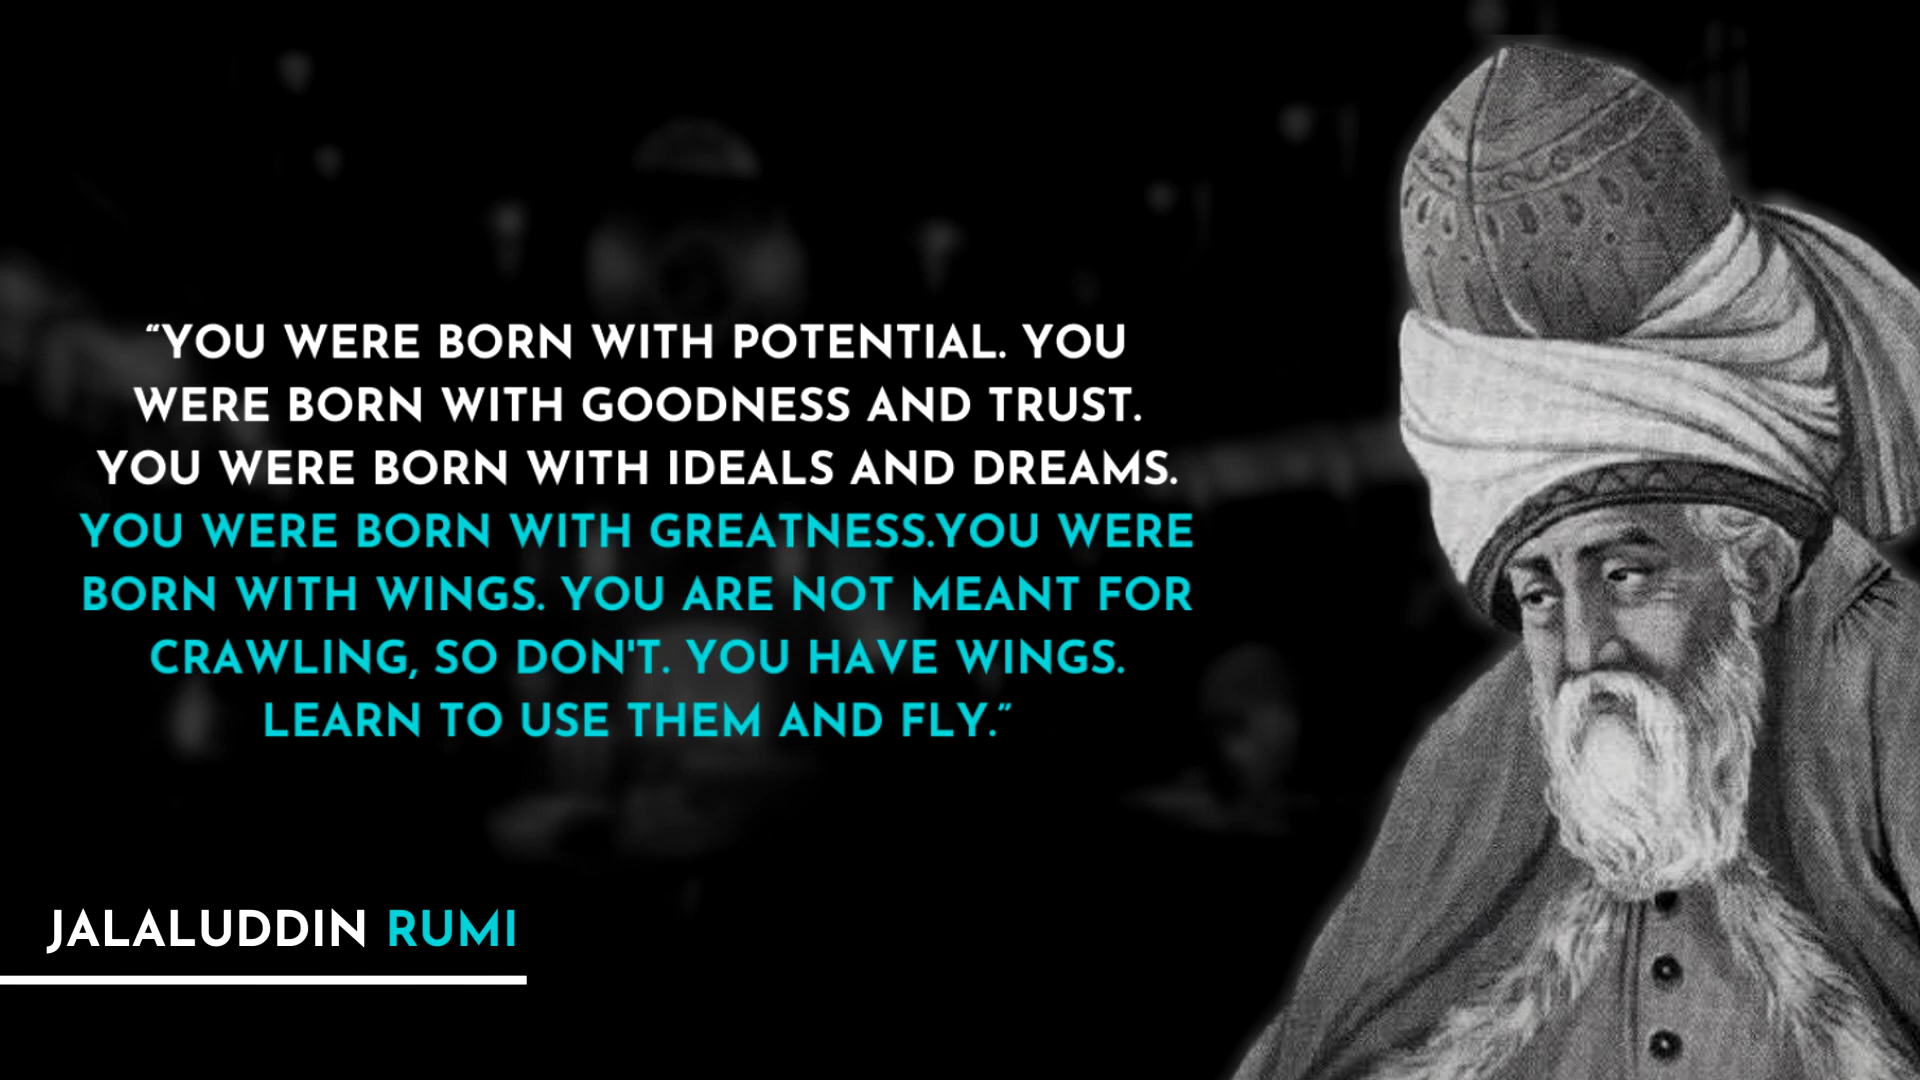 “YOU WERE BORN WITH POTENTIAL. YOU
WERE BORN WITH GOODNESS AND TRUST.
YOU WERE BORN WITH IDEALS AND DREAMS.
YOU WERE BORN WITH GREATNESS.YOU WERE
BORN WITH WINGS. YOU ARE NOT MEANT FOR
CRAWLING, SO DON'T. YOU HAVE WINGS.
LEARN TO USE THEM AND FLY.”
JALALUDDIN RUMI